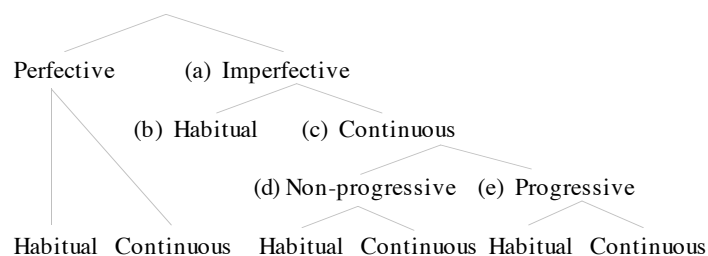 Perfective (a) Imperfective
(b) Habitual (c) Continuous
(d) Non-progressive (e) Progressive
Habitual Continuous Habitual Continuous Habitual Continuous